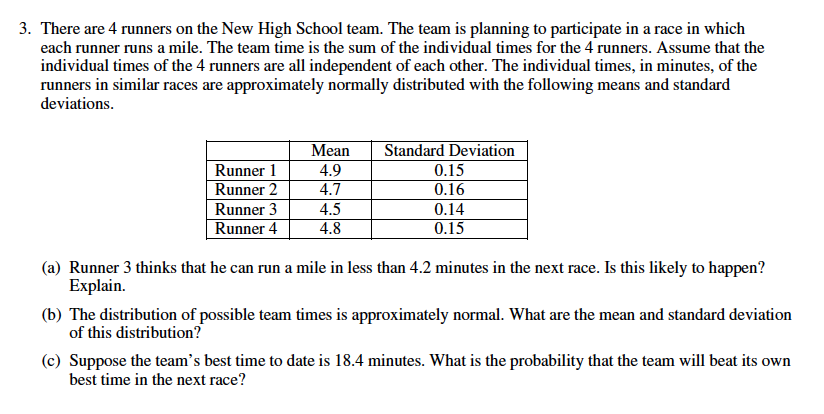 3. There are 4 runners on the New High School team. The team is planning to participate in a race in which
each runner runs a mile. The team time is the sum of the individual times for the 4 runners. Assume that the
individual times of the 4 runners are all independent of each other. The individual times, in minutes, of the
runners in similar races are approximately normally distributed with the following means and standard
deviations.
Mean Standard Deviation
Runner 1 4.9 0.15
Runner 2 4.7 0.16
Runner 3 4.5 0.14
Runner 4 4.8 0.15
(a) Runner 3 thinks that he can run a mile in less than 4.2 minutes in the next race. Is this likely to happen?
Explain.
(b) The distribution of possible team times is approximately normal. What are the mean and standard deviation
of this distribution?
(c) Suppose the team's best time to date is 18.4 minutes. What is the probability that the team will beat its own
best time in the next race?